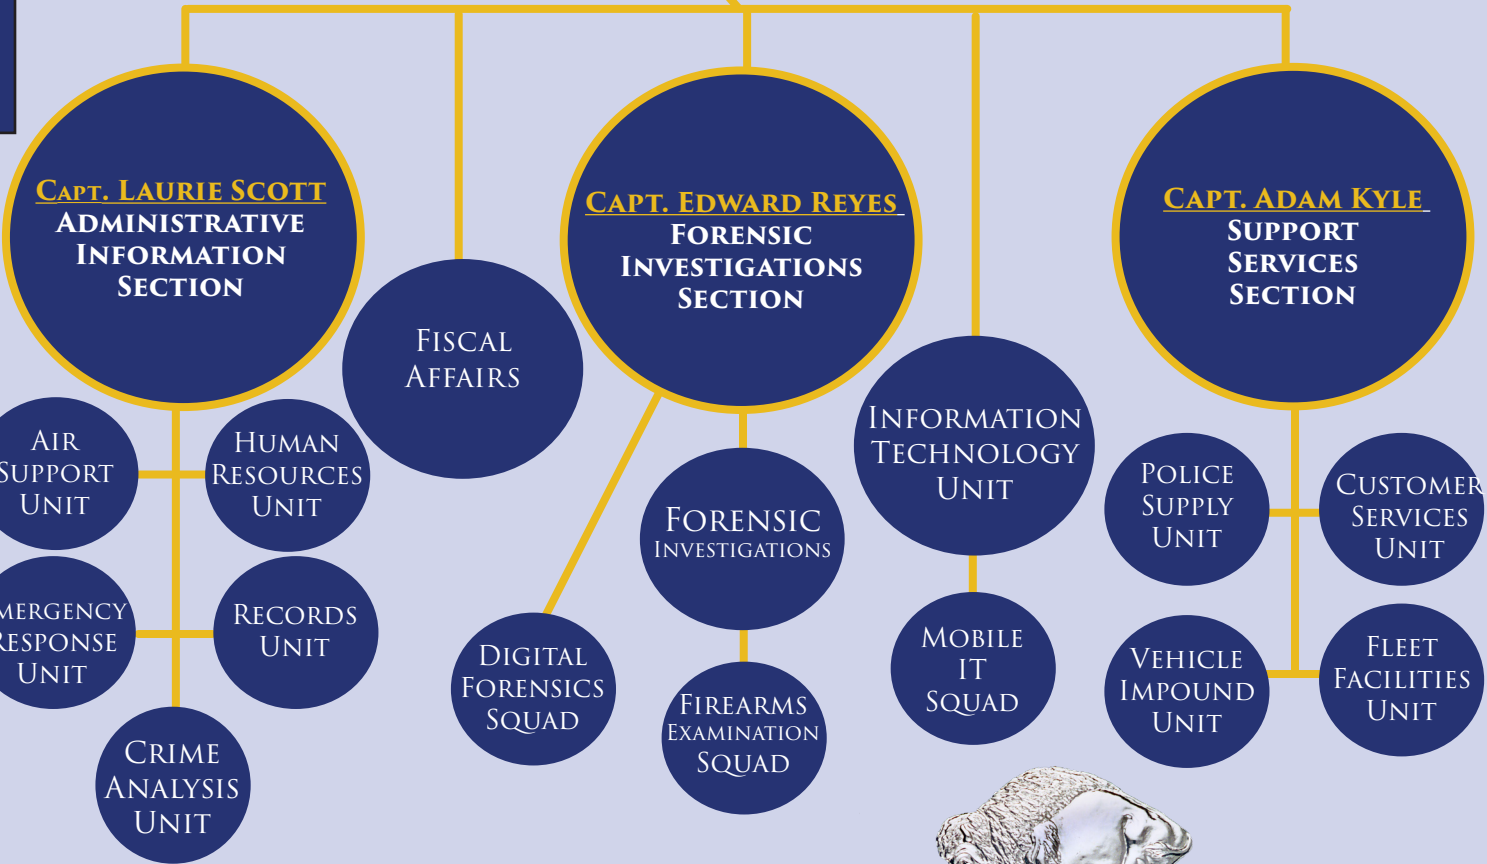 Capt. Laurie Scott
Administrative
Information
Section
Fiscal
Affairs
Capt. Edward Reyes
Forensic
Investigations
Section
Information
Technology
Unit
Capt. Adam Kyle
Support
Services
Section
Air
Support
Unit
Human
Resources
Unit
Emergency
Response
Unit
Records
Unit
Crime
Analysis
Unit
Digital
Forensics
Squad
Forensic
Investigations
Firearms
Examination
Squad
Mobile
IT
Squad
Police
Supply
Unit
Customer
Services
Unit
Vehicle
Impound
Unit
Fleet
Facilities
Unit